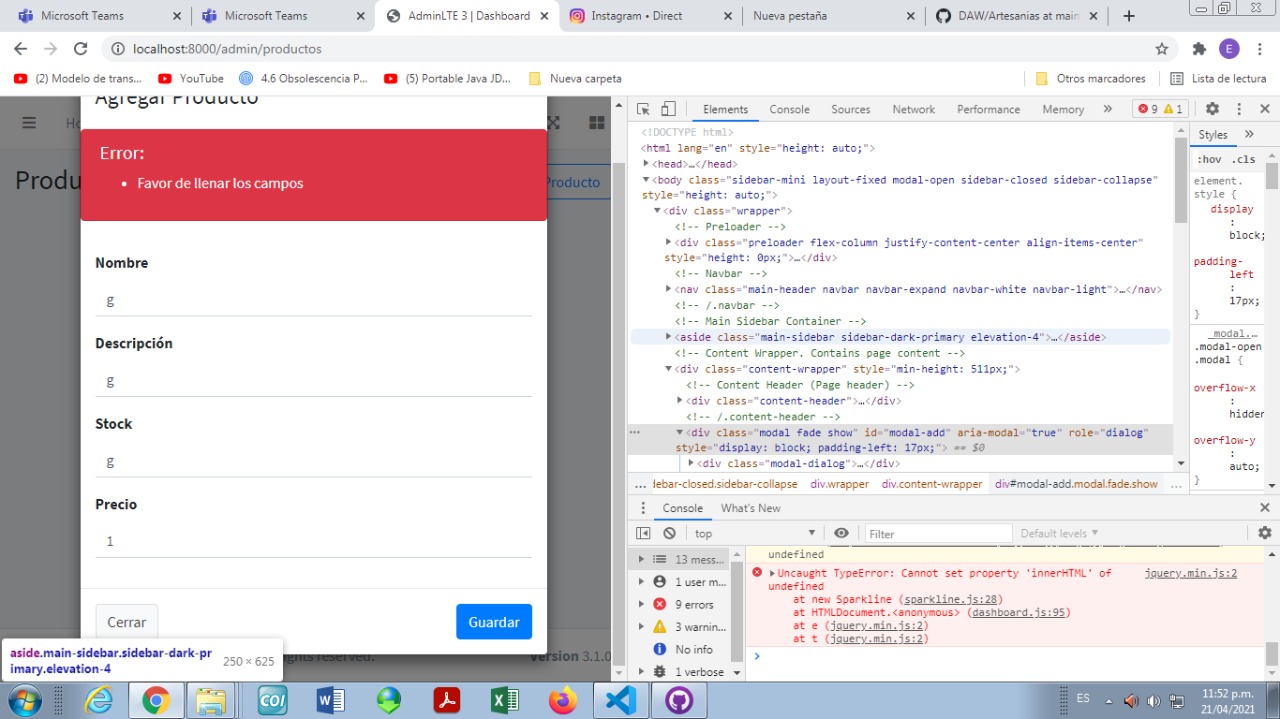 Microsoft Teams
Microsoft Teams
AdminLTE 3 | Dashboard
Instagram • Direct
Nueva pestaña
DAW/Artesanias at main
localhost:8000/admin/productos
E
(2) Modelo de trans...
YouTube
4.6 Obsolescencia P...
(5) Portable Java JD...
Nueva carpeta
Otros marcadores
Lista de lectura
Agregar Producto
Ho
Produ
Producto
Error:
• Favor de llenar los campos
Nombre
g
Descripción
g
Stock
g
Precio
1
Cerrar
Guardar
ghts reserved.
Version 3.1.0
aside.main-sidebar.sidebar-dark-pr
imary.elevation-4
250 × 625
Elements
Console
Sources
Network
Performance
Memory
»
9
1
<!DOCTYPE html>
<html lang="en" style="height: auto;">
<head>…</head>
<body class="sidebar-mini layout-fixed modal-open sidebar-closed sidebar-collapse"
style="height: auto;">
<div class="wrapper">
<!-- Preloader -->
<div class="preloader flex-column justify-content-center align-items-center"
style="height: 0px;">…</div>
<!-- Navbar -->
<nav class="main-header navbar navbar-expand navbar-white navbar-light">…</nav>
<!-- /.navbar -->
<!-- Main Sidebar Container -->
<aside class="main-sidebar sidebar-dark-primary elevation-4">…</aside>
<!-- Content Wrapper. Contains page content -->
<div class="content-wrapper" style="min-height: 511px;">
<!-- Content Header (Page header) -->
<div class="content-header">…</div>
<!-- /.content-header -->
<div class="modal fade show" id="modal-add" aria-modal="true" role="dialog"
style="display: block; padding-left: 17px;"> == $0
<div class="modal-dialog">…</div>
... debar-closed.sidebar-collapse div.wrapper div.content-wrapper div#modal-add.modal.fade.show ...
Styles
»
:hov .cls
element.
style {
display
:
block;
padding-
left
:
17px;
}
_modal.…
.modal-open
.modal {
overflow-x
:
hidden
overflow-y
:
auto;
}
Console
What's New
top
Filter
Default levels
13 mess...
1 user m...
9 errors
3 warnin...
No info
1 verbose
undefined
Uncaught TypeError: Cannot set property 'innerHTML' of
jquery.min.js:2
undefined
at new Sparkline (sparkline.js:28)
at HTMLDocument.<anonymous> (dashboard.js:95)
at e (jquery.min.js:2)
at t (jquery.min.js:2)
COI
ES
11:52 p.m.
21/04/2021